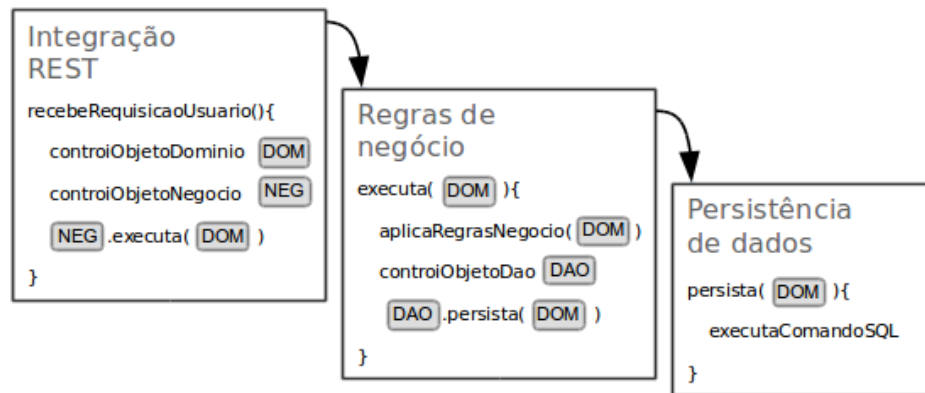 Integração
REST
recebeRequisicaoUsuario(){
controiObjetoDominio DOM
controiObjetoNegocio NEG
NEG.executa( DOM )
}
Regras de
negócio
executa( DOM ){
aplicaRegrasNegocio( DOM )
controiObjetoDao DAO
DAO.persista( DOM )
}
Persistência
de dados
persista( DOM ){
executaComandoSQL
}